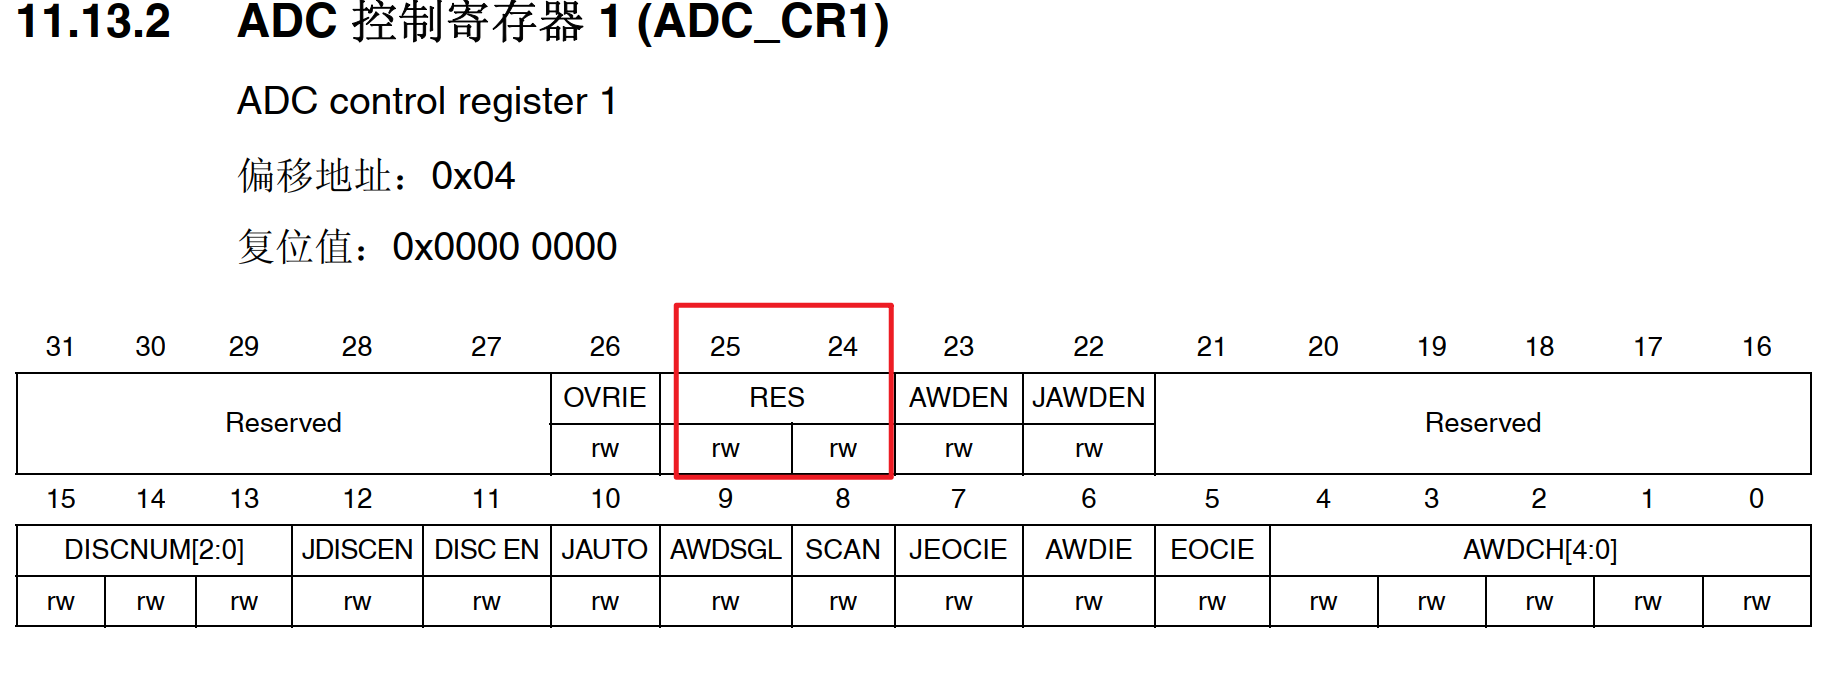 11.13.2 ADC 控制寄存器 1 (ADC_CR1)
ADC control register 1
偏移地址：0x04
复位值：0x0000 0000
31 30 29 28 27 26 25 24 23 22 21 20 19 18 17 16
Reserved OVRIE RES AWDEN JAWDEN Reserved
rw rw rw rw rw
15 14 13 12 11 10 9 8 7 6 5 4 3 2 1 0
DISCNUM[2:0] JDISCEN DISC EN JAUTO AWDSGL SCAN JEOCIE AWDIE EOCIE AWDCH[4:0]
rw rw rw rw rw rw rw rw rw rw rw rw rw rw rw rw